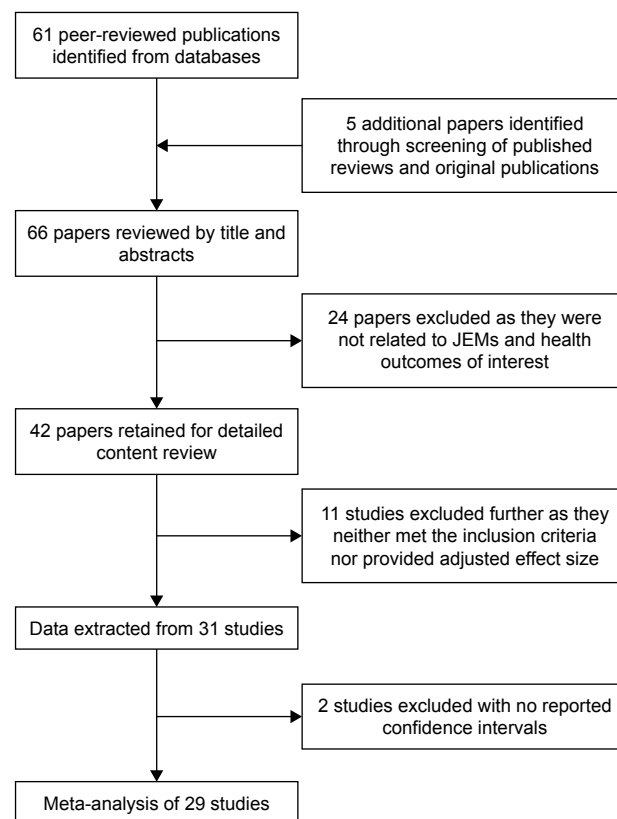 61 peer-reviewed publications
identified from databases
5 additional papers identified
through screening of published
reviews and original publications
66 papers reviewed by title and
abstracts
24 papers excluded as they were
not related to JEMs and health
outcomes of interest
42 papers retained for detailed
content review
11 studies excluded further as they
neither met the inclusion criteria
nor provided adjusted effect size
Data extracted from 31 studies
2 studies excluded with no reported
confidence intervals
Meta-analysis of 29 studies